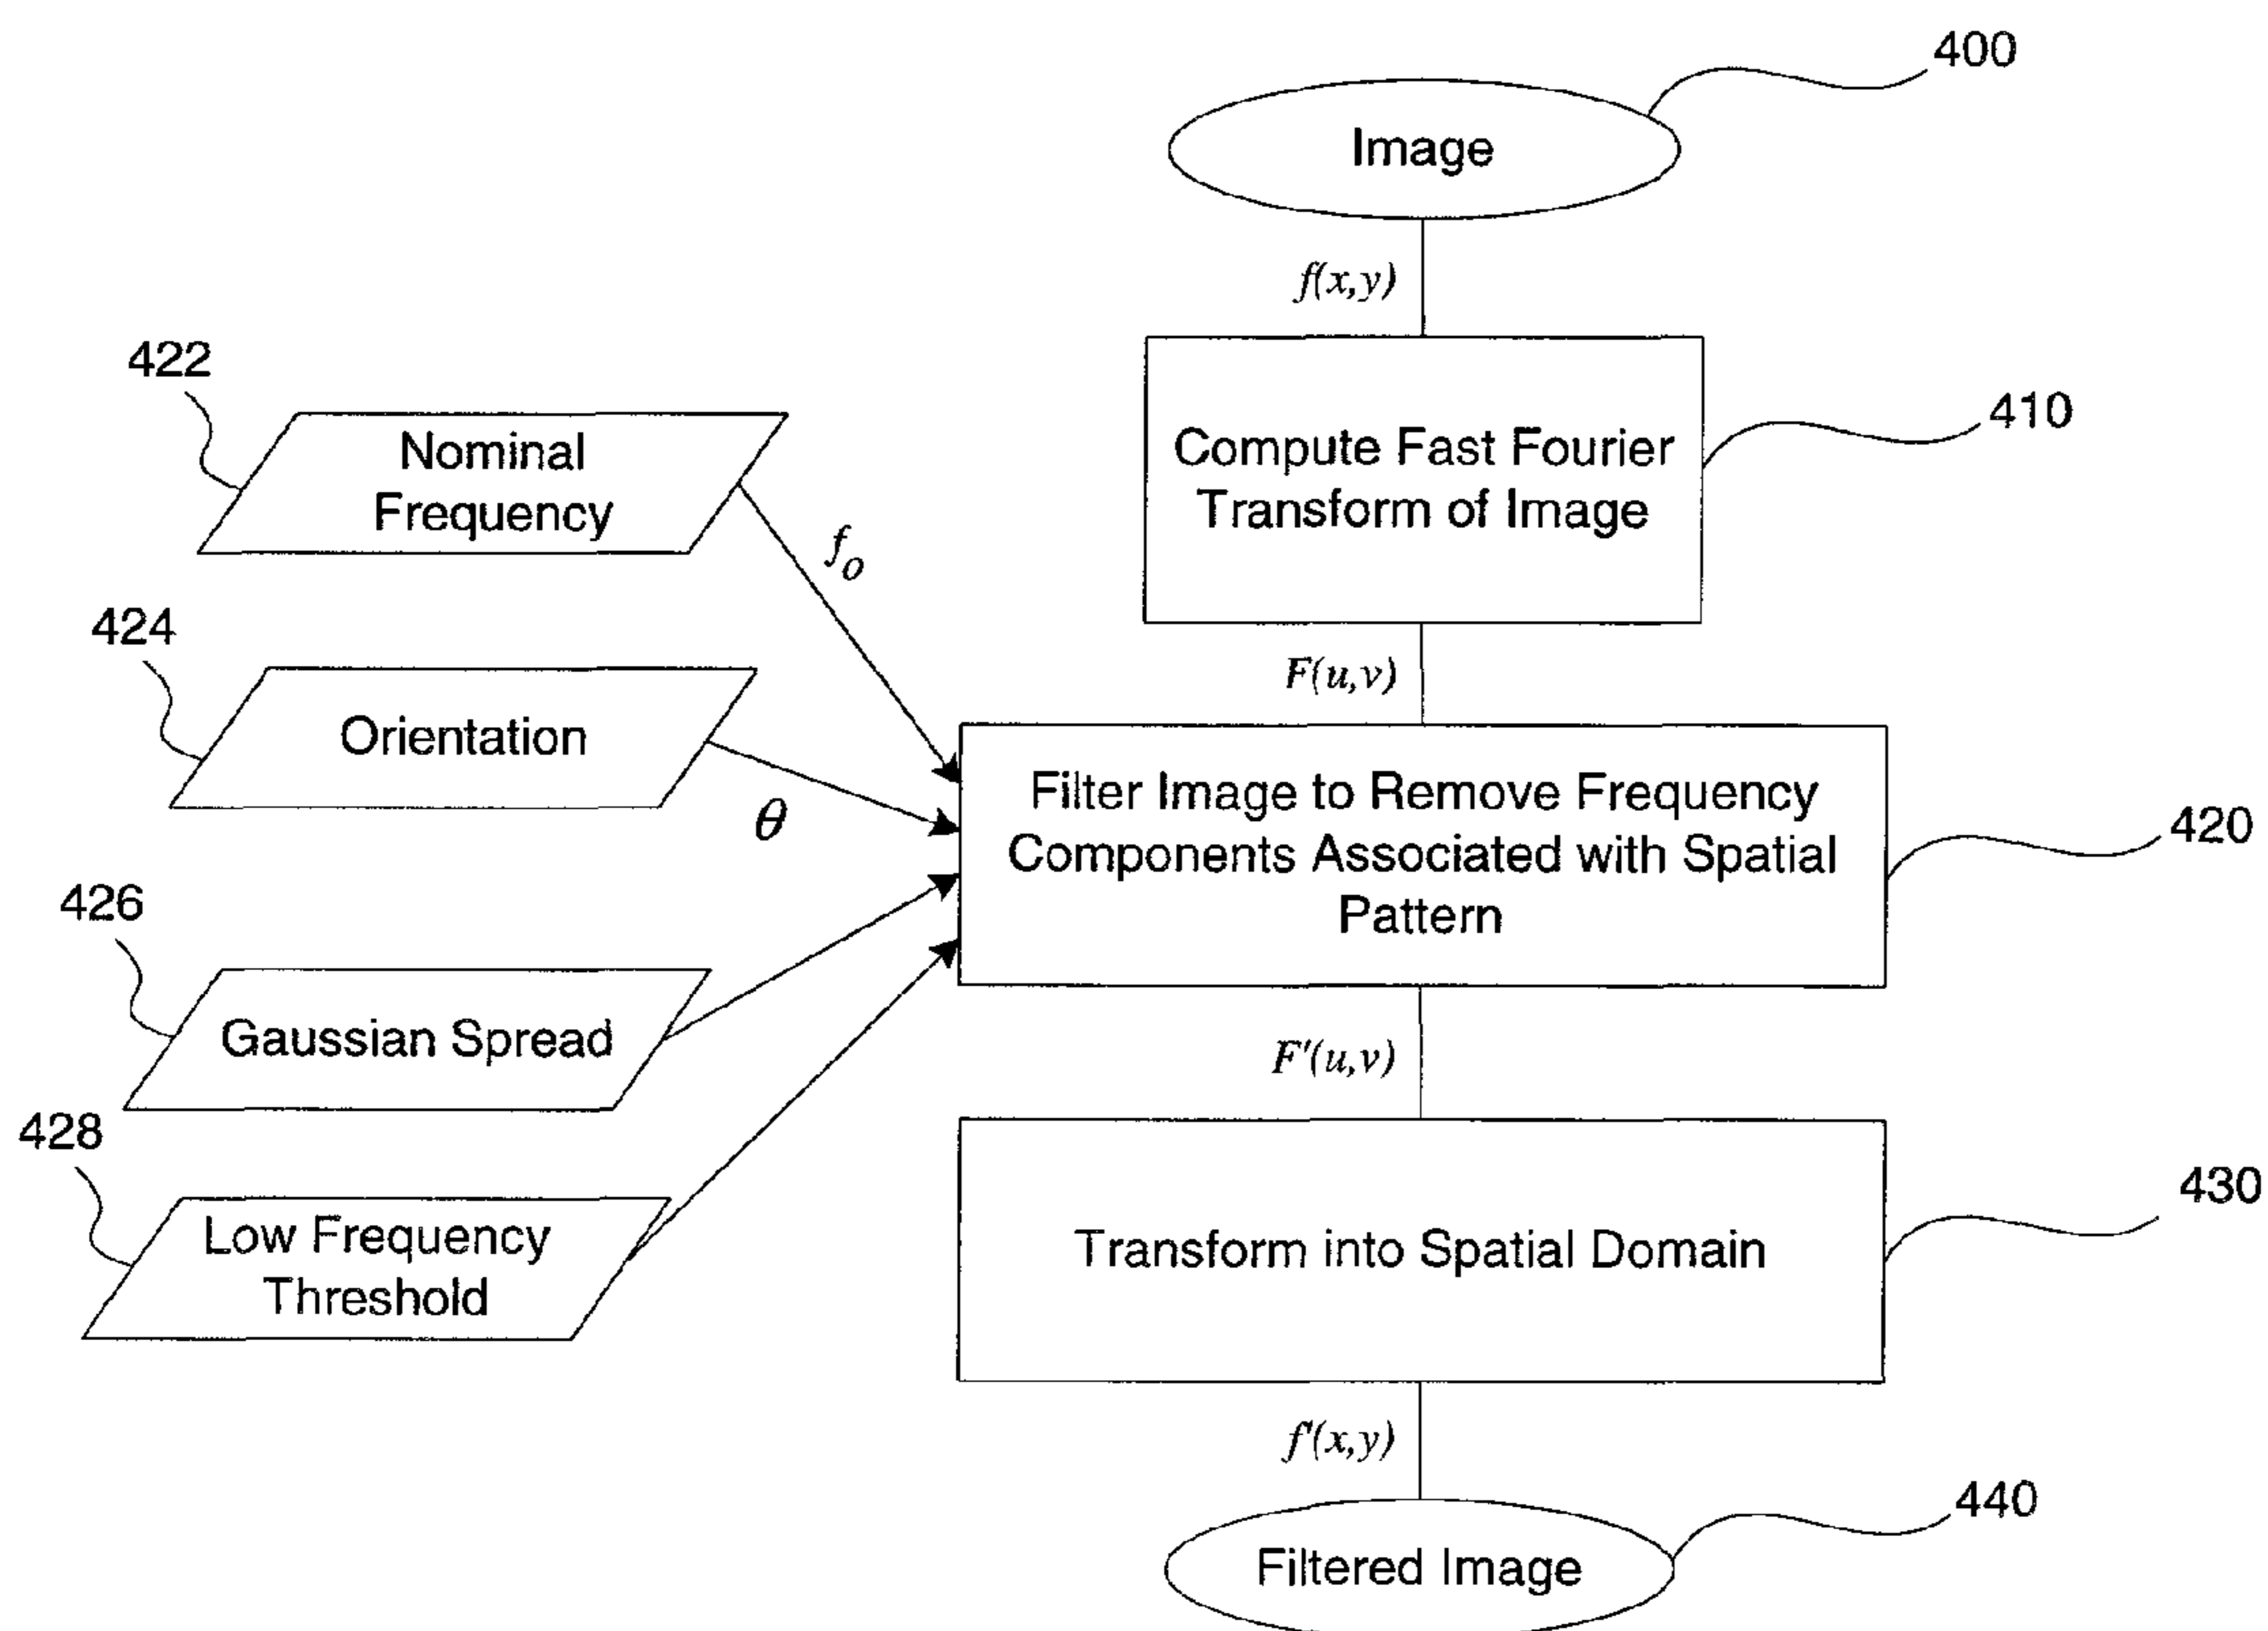 400
Image
f(x,y)
422
Nominal
Frequency
410
Compute Fast Fourier
Transform of Image
f₀
424
Orientation
θ
F(u,v)
420
Filter Image to Remove Frequency
Components Associated with Spatial
Pattern
426
Gaussian Spread
F'(u,v)
428
Low Frequency
Threshold
430
Transform into Spatial Domain
f'(x,y)
440
Filtered Image